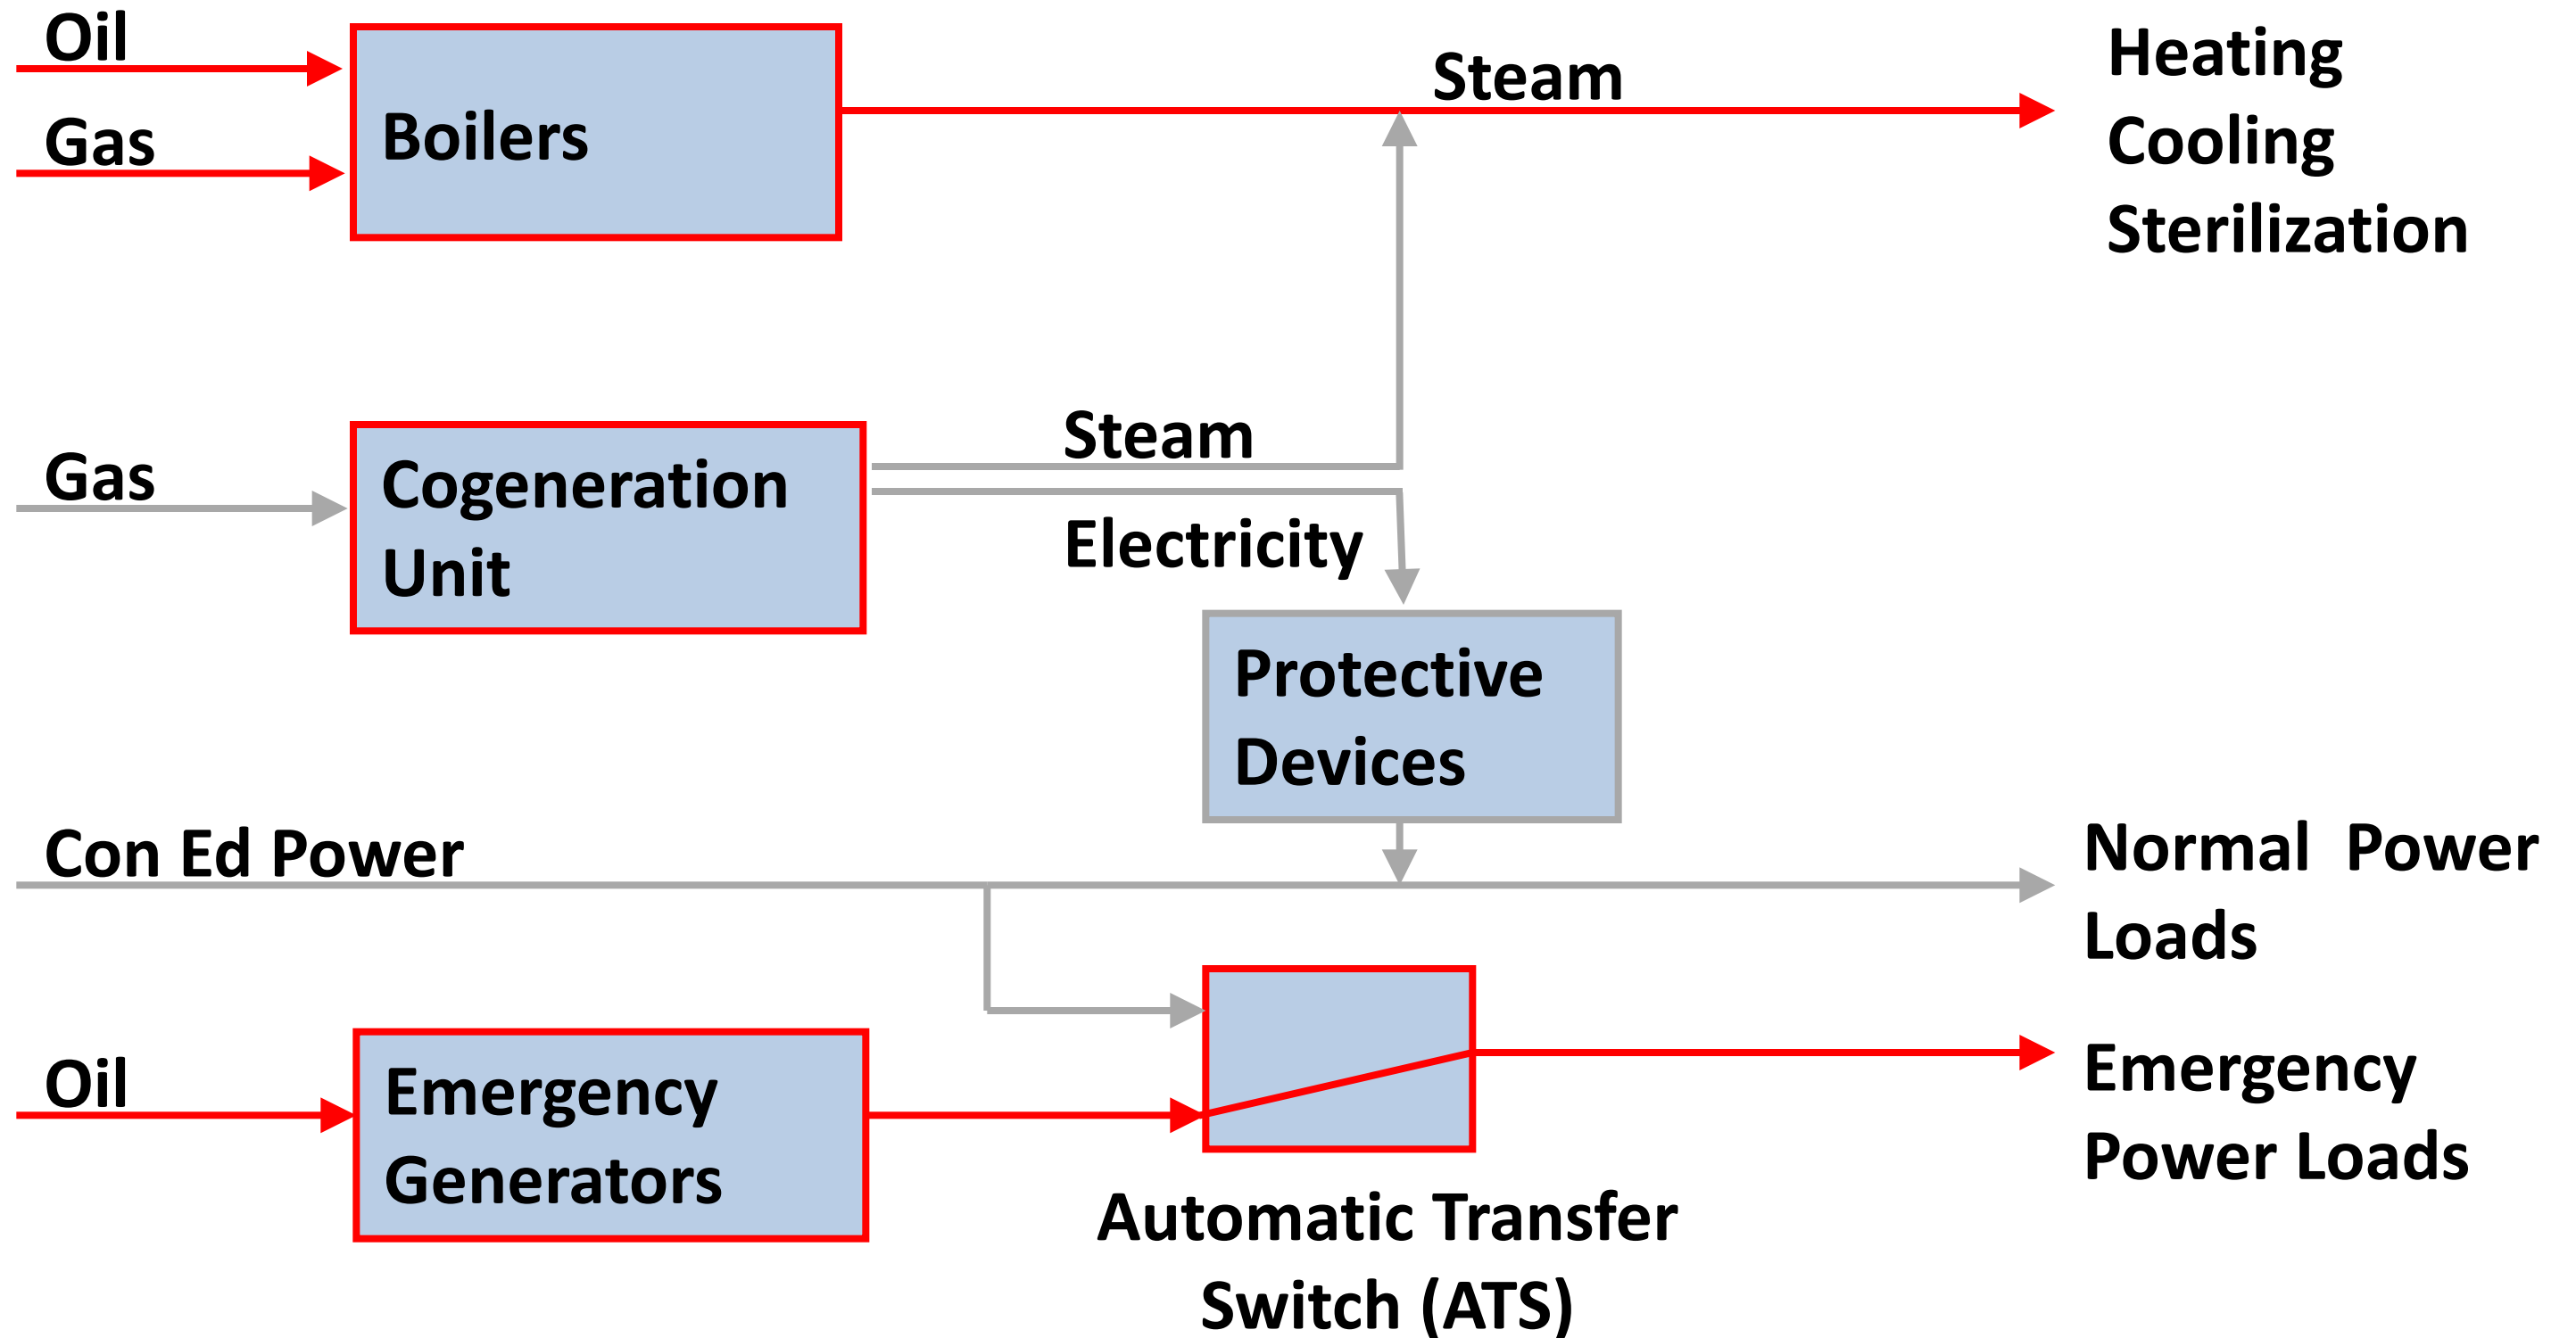 Oil
Gas
Boilers
Steam
Heating
Cooling
Sterilization
Gas
Cogeneration
Unit
Steam
Electricity
Protective
Devices
Con Ed Power
Normal Power
Loads
Oil
Emergency
Generators
Automatic Transfer
Switch (ATS)
Emergency
Power Loads